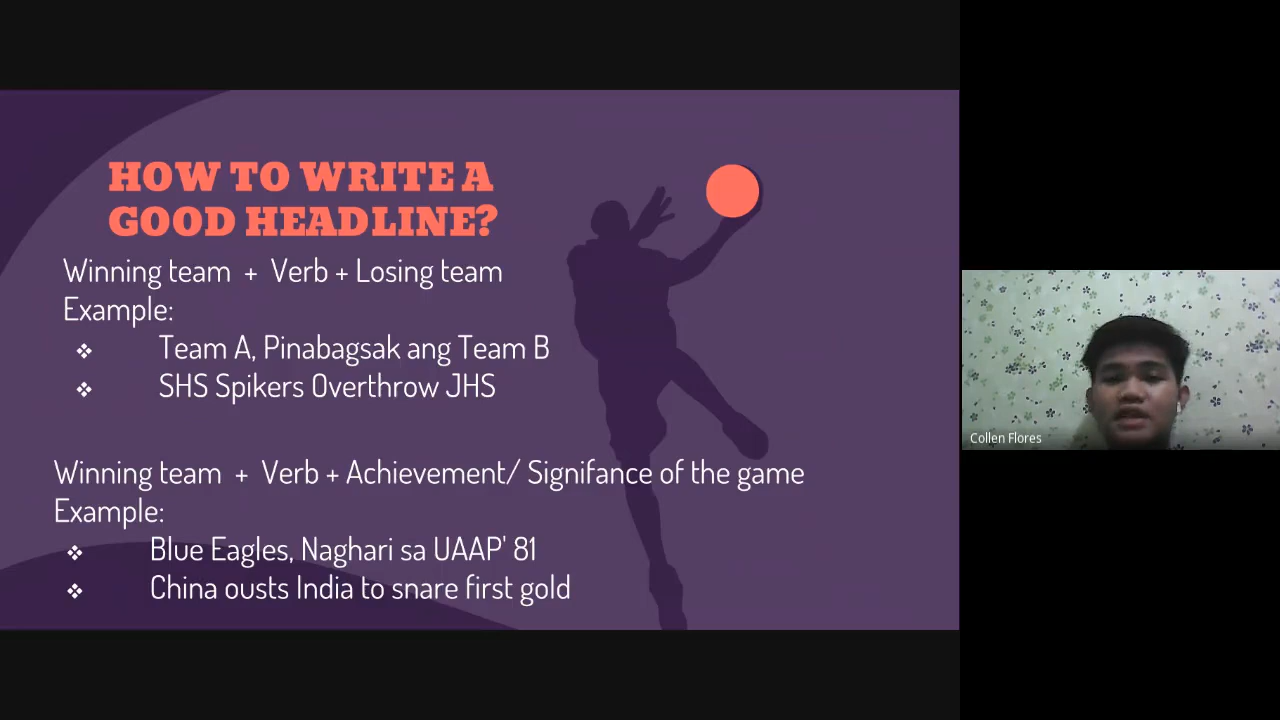 HOW TO WRITE A
GOOD HEADLINE?
Winning team + Verb + Losing team
Example:
❖ Team A, Pinabagsak ang Team B
❖ SHS Spikers Overthrow JHS
Winning team + Verb + Achievement/ Signifance of the game
Example:
❖ Blue Eagles, Naghari sa UAAP' 81
❖ China ousts India to snare first gold
Collen Flores